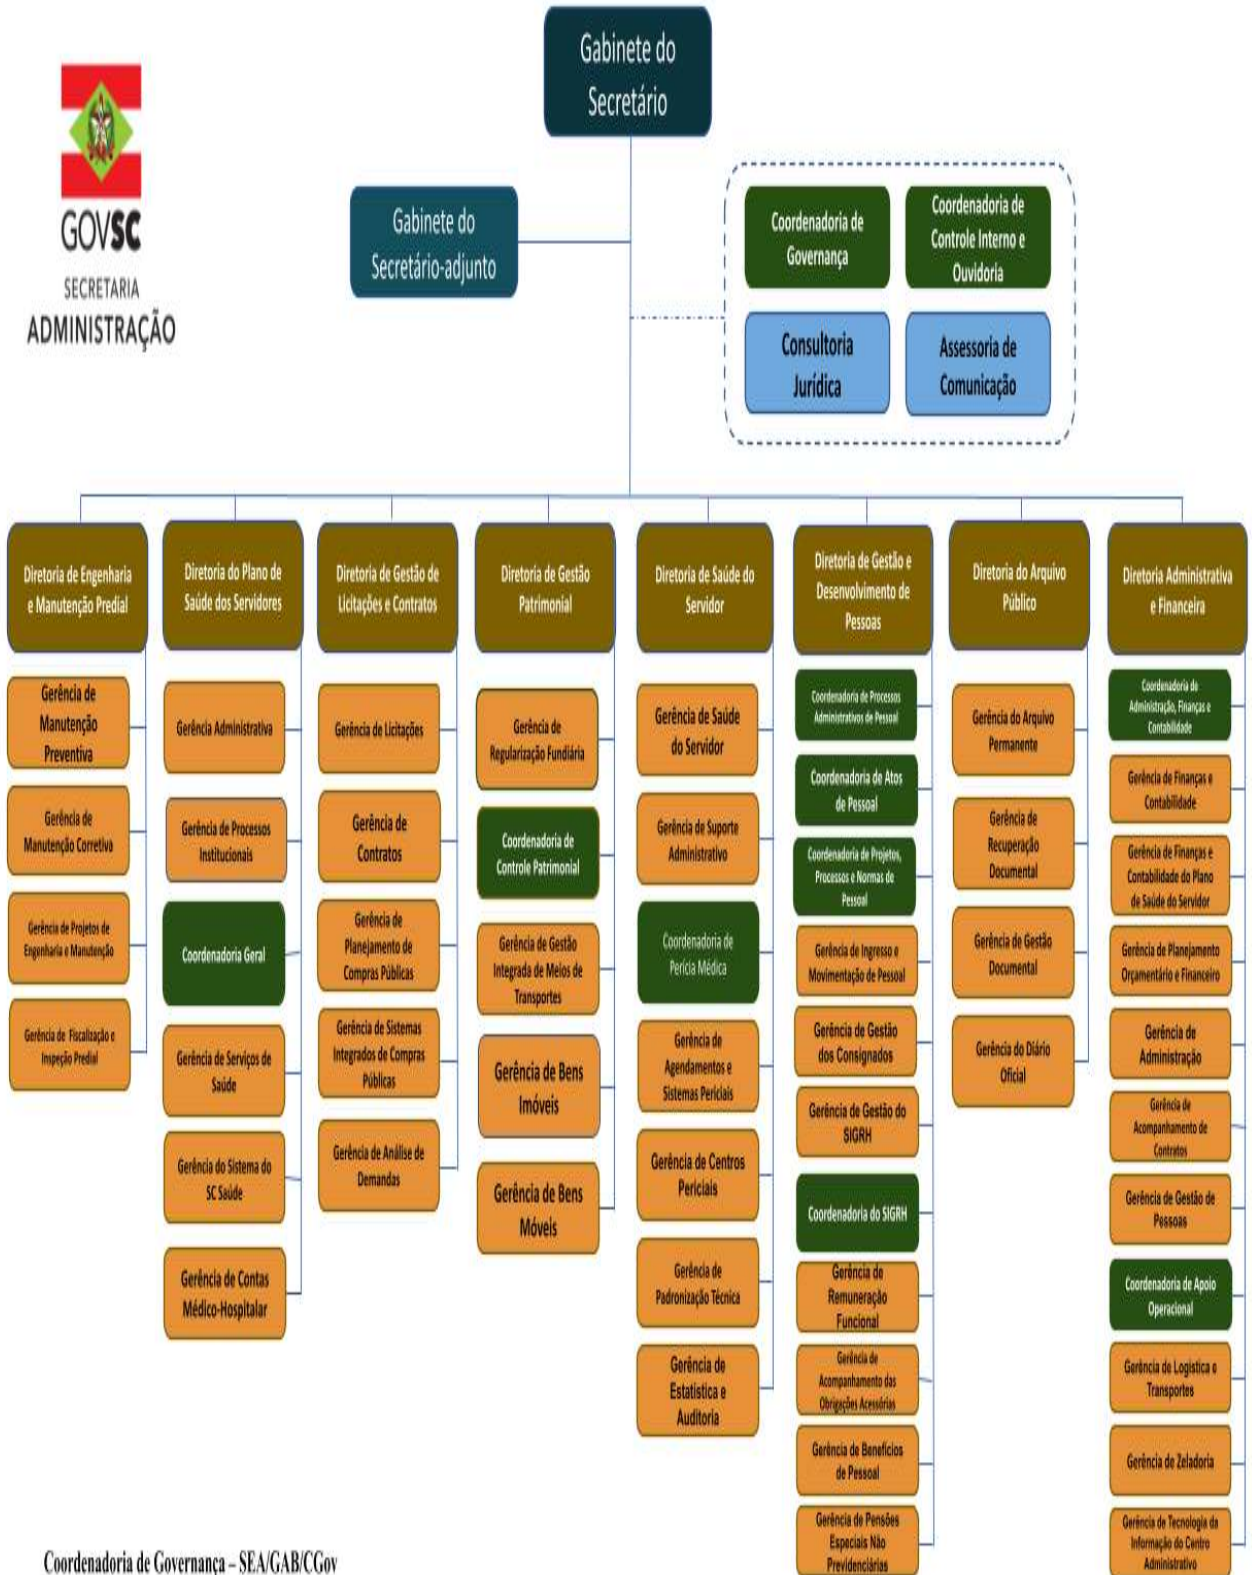 Gabinete do
Secretário
GOVSC
SECRETARIA
ADMINISTRAÇÃO
Gabinete do
Secretário-adjunto
Coordenadoria de
Governança
Coordenadoria de
Controle Interno e
Ouvidoria
Consultoria
Jurídica
Assessoria de
Comunicação
Diretoria de Engenharia
e Manutenção Predial
Gerência de
Manutenção
Preventiva
Gerência de
Manutenção Corretiva
Gerência de Projetos de
Engenharia e Manutenção
Gerência de Fiscalização e
Inspeção Predial
Diretoria do Plano de
Saúde dos Servidores
Gerência Administrativa
Gerência de Processos
Institucionais
Coordenadoria Geral
Gerência de Serviços de
Saúde
Gerência do Sistema do
SC Saúde
Gerência de Contas
Médico-Hospitalar
Diretoria de Gestão de
Licitações e Contratos
Gerência de Licitações
Gerência de
Contratos
Gerência de
Planejamento de
Compras Públicas
Gerência de Sistemas
Integrados de Compras
Públicas
Gerência de Análise de
Demandas
Diretoria de Gestão
Patrimonial
Gerência de
Regularização Fundiária
Coordenadoria de
Controle Patrimonial
Gerência de Gestão
Integrada de Meios de
Transportes
Gerência de Bens
Imóveis
Gerência de Bens
Móveis
Diretoria de Saúde do
Servidor
Gerência de Saúde
do Servidor
Gerência de Suporte
Administrativo
Coordenadoria de
Perícia Médica
Gerência de
Agendamentos e
Sistemas Periciais
Gerência de Centros
Periciais
Gerência de
Padronização Técnica
Gerência de
Estatística e
Auditoria
Diretoria de Gestão e
Desenvolvimento de
Pessoas
Coordenadoria de Processos
Administrativos de Pessoal
Coordenadoria de Atos
de Pessoal
Coordenadoria de Projetos,
Processos e Normas de
Pessoal
Gerência de Ingresso e
Movimentação de Pessoal
Gerência de Gestão
dos Consignados
Gerência de Gestão do
SIGRH
Coordenadoria do SIGRH
Gerência de
Remuneração
Funcional
Gerência de
Acompanhamento das
Obrigações Acessórias
Gerência de Benefícios
de Pessoal
Gerência de Pensões
Especiais Não
Previdenciárias
Diretoria do Arquivo
Público
Gerência do Arquivo
Permanente
Gerência de
Recuperação
Documental
Gerência de Gestão
Documental
Gerência do Diário
Oficial
Diretoria Administrativa
e Financeira
Coordenadoria de
Administração, Finanças e
Contabilidade
Gerência de Finanças e
Contabilidade
Gerência de Finanças e
Contabilidade do Plano
de Saúde do Servidor
Gerência de Planejamento
Orçamentário e Financeiro
Gerência de
Administração
Gerência de
Acompanhamento de
Contratos
Gerência de Gestão de
Pessoas
Coordenadoria de Apoio
Operacional
Gerência de Logística e
Transportes
Gerência de Zeladoria
Gerência de Tecnologia da
Informação do Centro
Administrativo
Coordenadoria de Governança – SEA/GAB/CGov